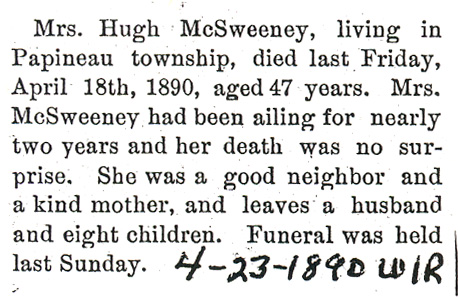 Mrs. Hugh McSweeney, living in
Papineau township, died last Friday,
April 18th, 1890, aged 47 years. Mrs.
McSweeney had been ailing for nearly
two years and her death was no sur-
prise. She was a good neighbor and
a kind mother, and leaves a husband
and eight children. Funeral was held
last Sunday. 4-23-1890 WIR